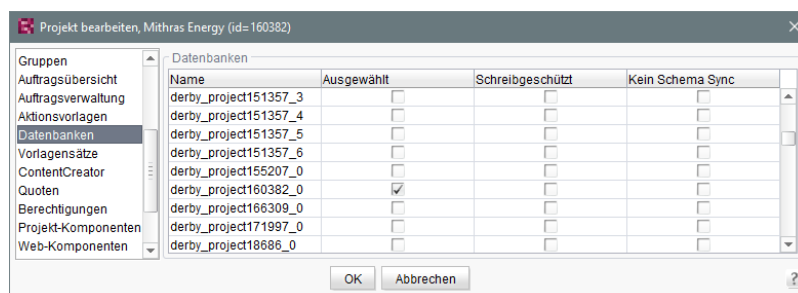 Projekt bearbeiten, Mithras Energy (id=160382)
Gruppen
Auftragsübersicht
Auftragsverwaltung
Aktionsvorlagen
Datenbanken
Vorlagensätze
ContentCreator
Quoten
Berechtigungen
Projekt-Komponenten
Web-Komponenten
Datenbanken
Name Ausgewählt Schreibgeschützt Kein Schema Sync
derby_project151357_3
derby_project151357_4
derby_project151357_5
derby_project151357_6
derby_project155207_0
derby_project160382_0
derby_project166309_0
derby_project171997_0
derby_project18686_0
OK Abbrechen ?